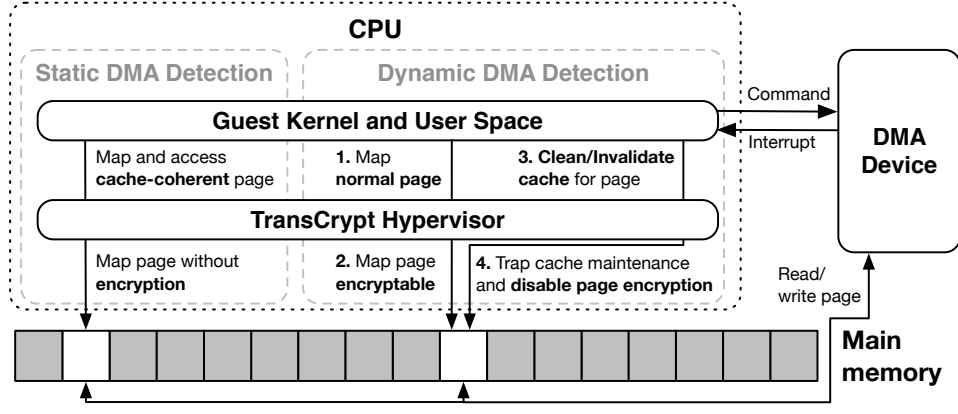 CPU
Static DMA Detection
Dynamic DMA Detection
Guest Kernel and User Space
Command
Interrupt
DMA
Device
Map and access
cache-coherent page
1. Map
normal page
3. Clean/Invalidate
cache for page
TransCrypt Hypervisor
Map page without
encryption
2. Map page
encryptable
4. Trap cache maintenance
and disable page encryption
Read/
write page
Main
memory